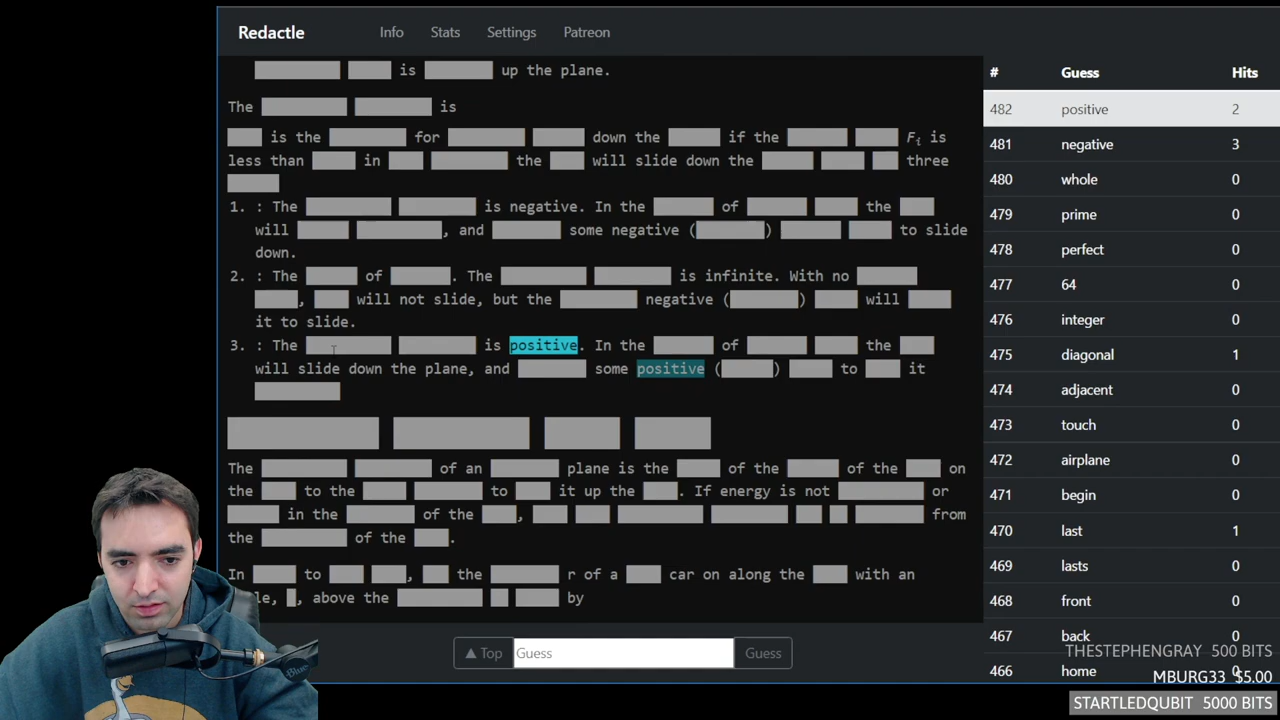 Redactle Info Stats Settings Patreon
is up the plane.
The is
is the for down the if the Fi is
less than in the will slide down the three
1. : The is negative. In the of the
will , and some negative ( ) to slide
down.
2. : The of . The is infinite. With no
, will not slide, but the negative ( ) will
it to slide.
3. : The is positive. In the of the
will slide down the plane, and some positive ( ) to it
The of an plane is the of the of the on
the to the to it up the . If energy is not or
in the of the , from
the of the .
In to , the r of a car on along the with an
le, , above the by
▲ Top Guess Guess
# Guess Hits
482 positive 2
481 negative 3
480 whole 0
479 prime 0
478 perfect 0
477 64 0
476 integer 0
475 diagonal 1
474 adjacent 0
473 touch 0
472 airplane 0
471 begin 0
470 last 1
469 lasts 0
468 front 0
467 back 0
466 home 0
THESTEPHENGRAY 500 BITS
MBURG33 $5.00
STARTLEDQUBIT 5000 BITS